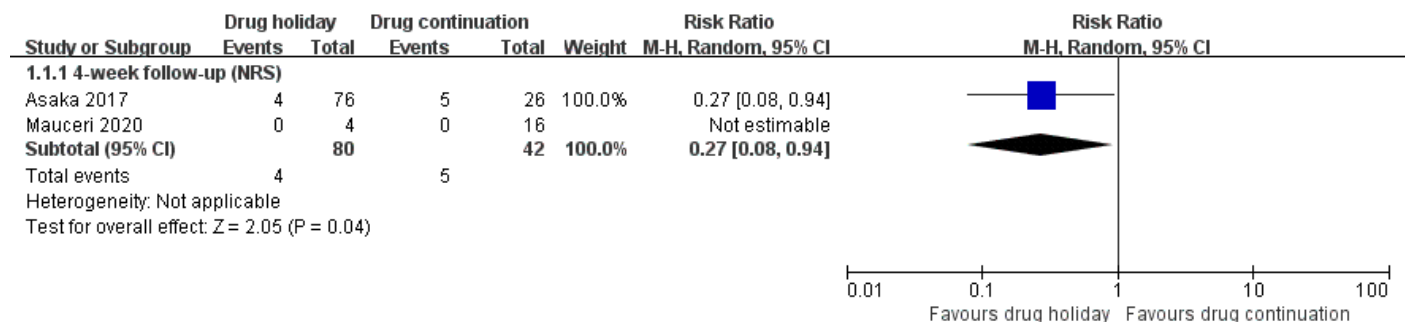 Drug holiday Drug continuation Risk Ratio Risk Ratio
Study or Subgroup Events Total Events Total Weight M-H, Random, 95% CI M-H, Random, 95% CI
1.1.1 4-week follow-up (NRS)
Asaka 2017 4 76 5 26 100.0% 0.27 [0.08, 0.94]
Mauceri 2020 0 4 0 16 Not estimable
Subtotal (95% CI) 80 42 100.0% 0.27 [0.08, 0.94]
Total events 4 5
Heterogeneity: Not applicable
Test for overall effect: Z = 2.05 (P = 0.04)
0.01 0.1 1 10 100
Favours drug holiday Favours drug continuation